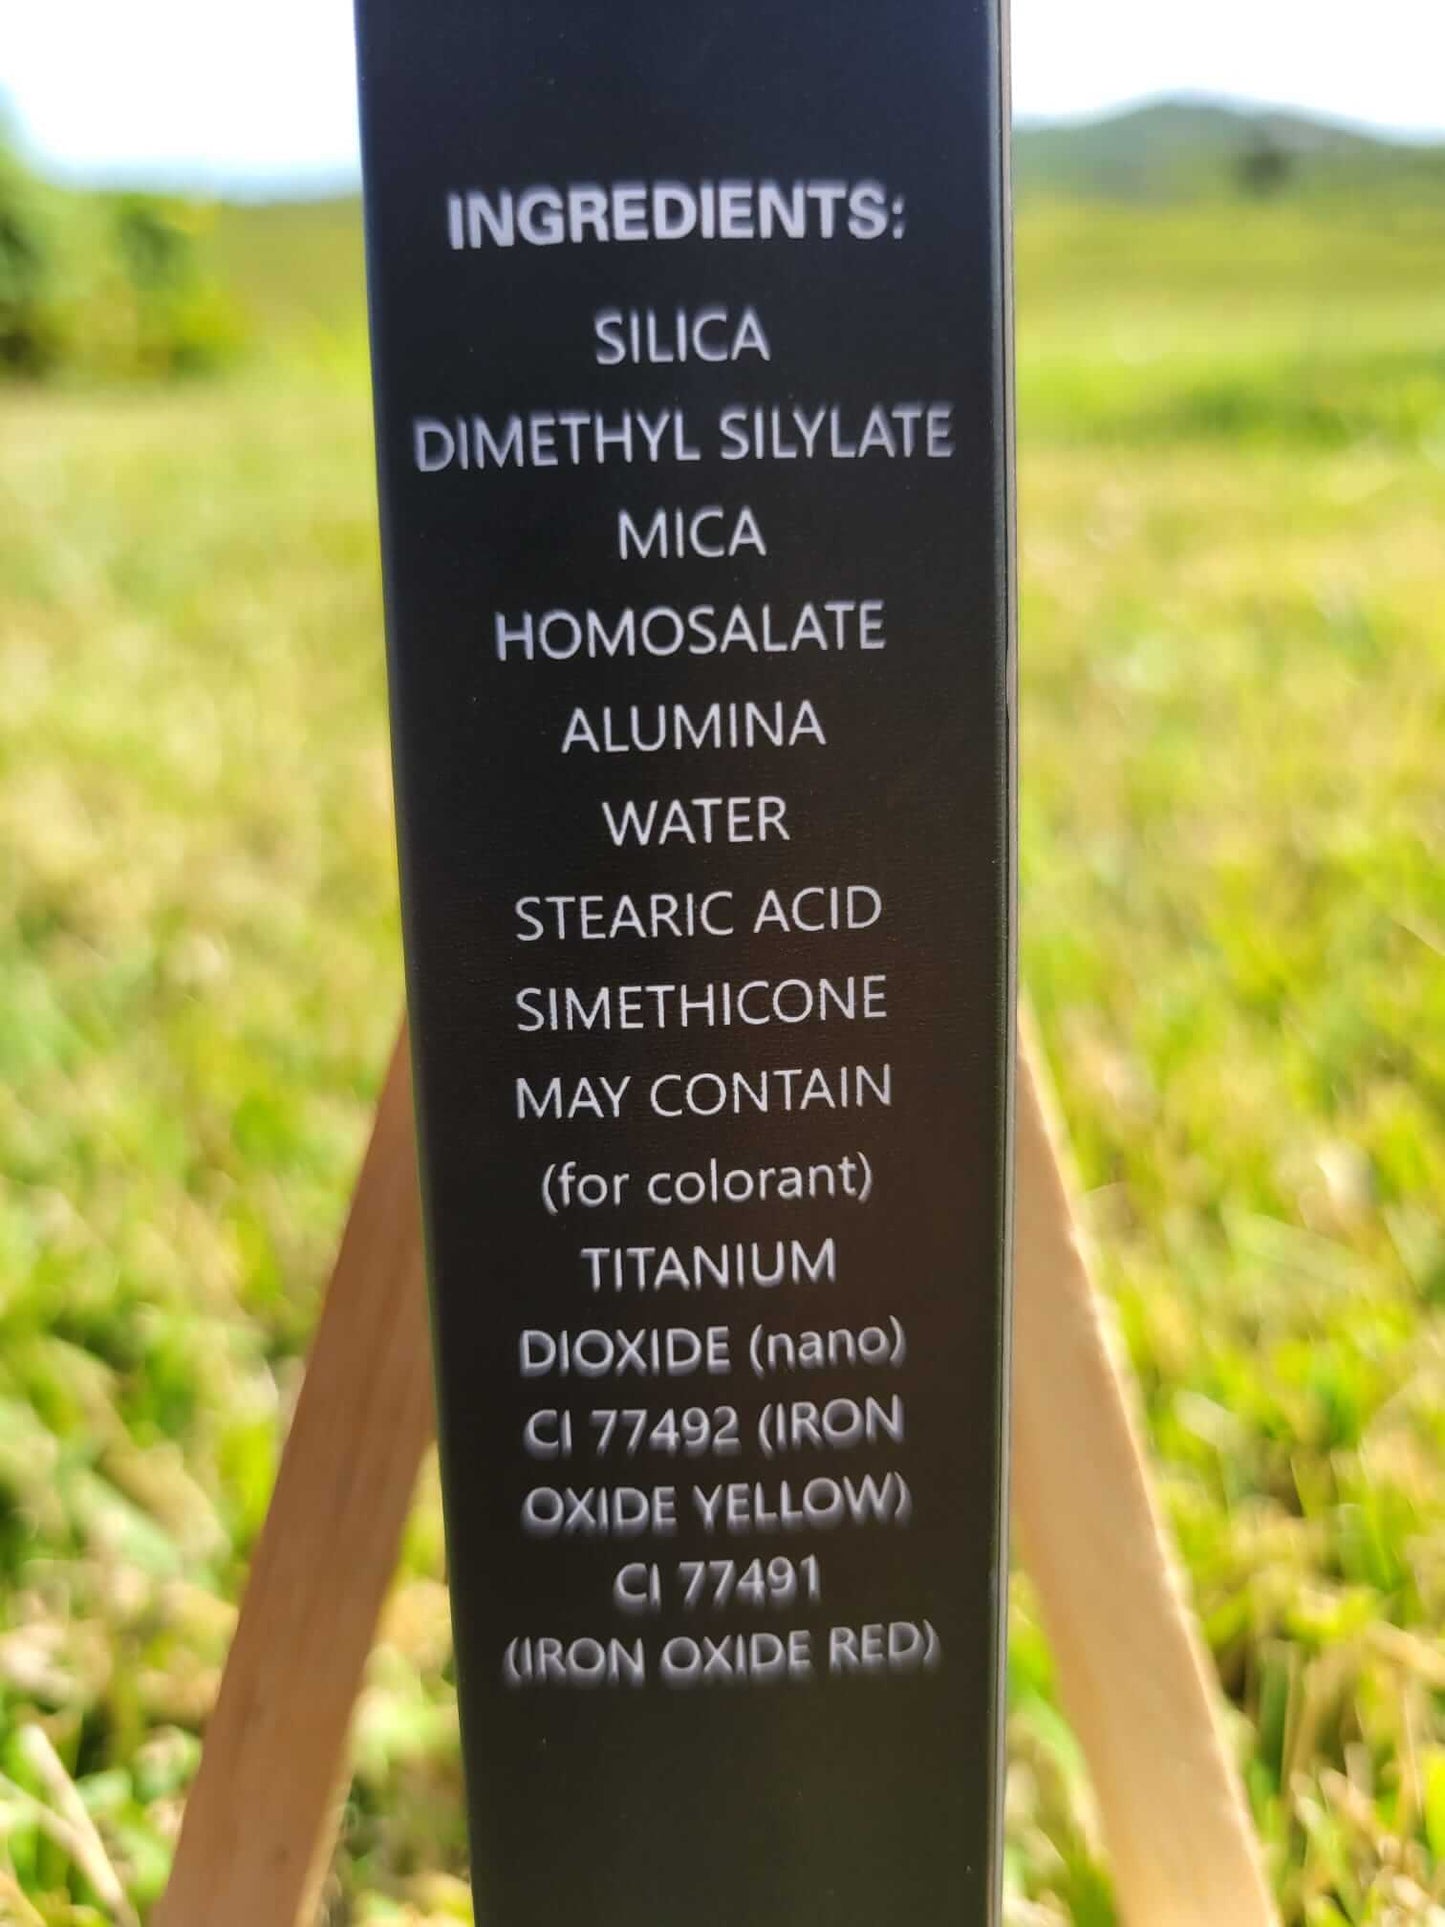 INGREDIENTS:
SILICA
DIMETHYL SILYLATE
MICA
HOMOSALATE
ALUMINA
WATER
STEARIC ACID
SIMETHICONE
MAY CONTAIN
(for colorant)
TITANIUM
DIOXIDE (nano)
CI 77492 (IRON
OXIDE YELLOW)
CI 77491
(IRON OXIDE RED)